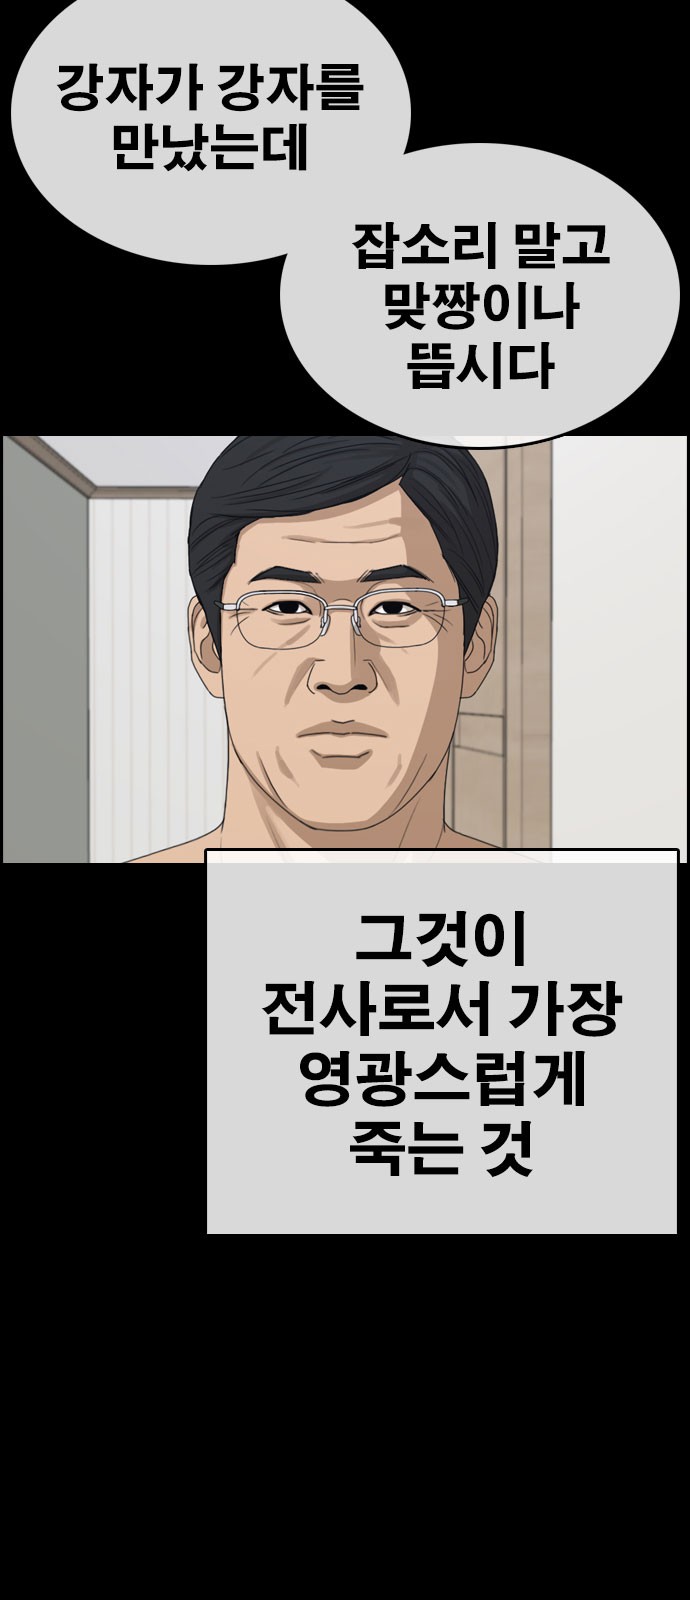 강자가 강자를
만났는데
잡소리 말고
맞짱이나
뜹시다
그것이
전사로서 가장
영광스럽게
죽는 것